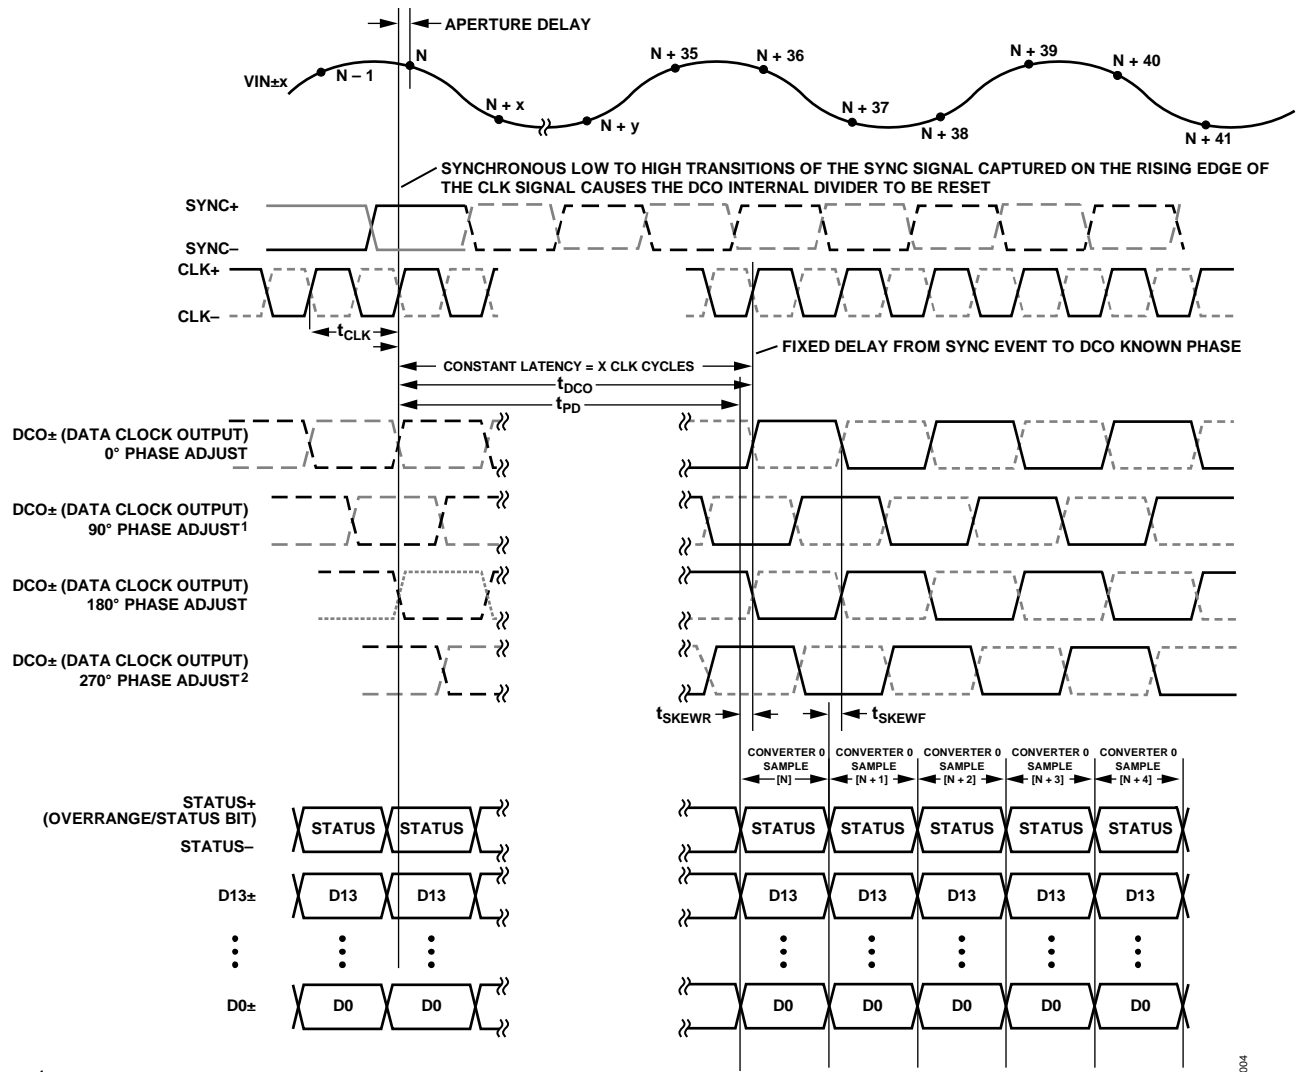 APERTURE DELAY
VIN±x
N – 1
N
N + x
N + y
N + 35
N + 36
N + 37
N + 38
N + 39
N + 40
N + 41
SYNCHRONOUS LOW TO HIGH TRANSITIONS OF THE SYNC SIGNAL CAPTURED ON THE RISING EDGE OF
THE CLK SIGNAL CAUSES THE DCO INTERNAL DIVIDER TO BE RESET
SYNC+
SYNC–
CLK+
CLK–
tCLK
FIXED DELAY FROM SYNC EVENT TO DCO KNOWN PHASE
CONSTANT LATENCY = X CLK CYCLES
tDCO
tPD
DCO± (DATA CLOCK OUTPUT)
0° PHASE ADJUST
DCO± (DATA CLOCK OUTPUT)
90° PHASE ADJUST1
DCO± (DATA CLOCK OUTPUT)
180° PHASE ADJUST
DCO± (DATA CLOCK OUTPUT)
270° PHASE ADJUST2
tSKEWR
tSKEWF
CONVERTER 0
SAMPLE
[N]
CONVERTER 0
SAMPLE
[N + 1]
CONVERTER 0
SAMPLE
[N + 2]
CONVERTER 0
SAMPLE
[N + 3]
CONVERTER 0
SAMPLE
[N + 4]
STATUS+
(OVERRANGE/STATUS BIT)
STATUS–
STATUS STATUS STATUS STATUS STATUS STATUS STATUS
D13± D13 D13 D13 D13 D13 D13 D13
D0± D0 D0 D0 D0 D0 D0 D0
004